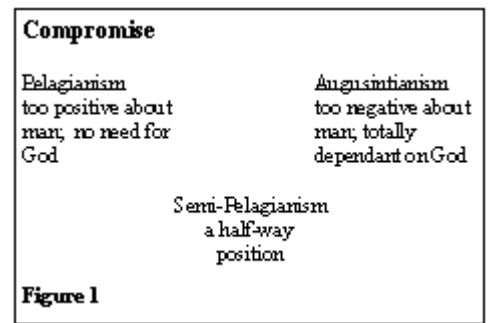 Compromise
Pelagianism
too positive about
man; no need for
God
Augusintianism
too negative about
man; totally
dependant on God
Semi-Pelagianism
a half-way
position
Figure 1